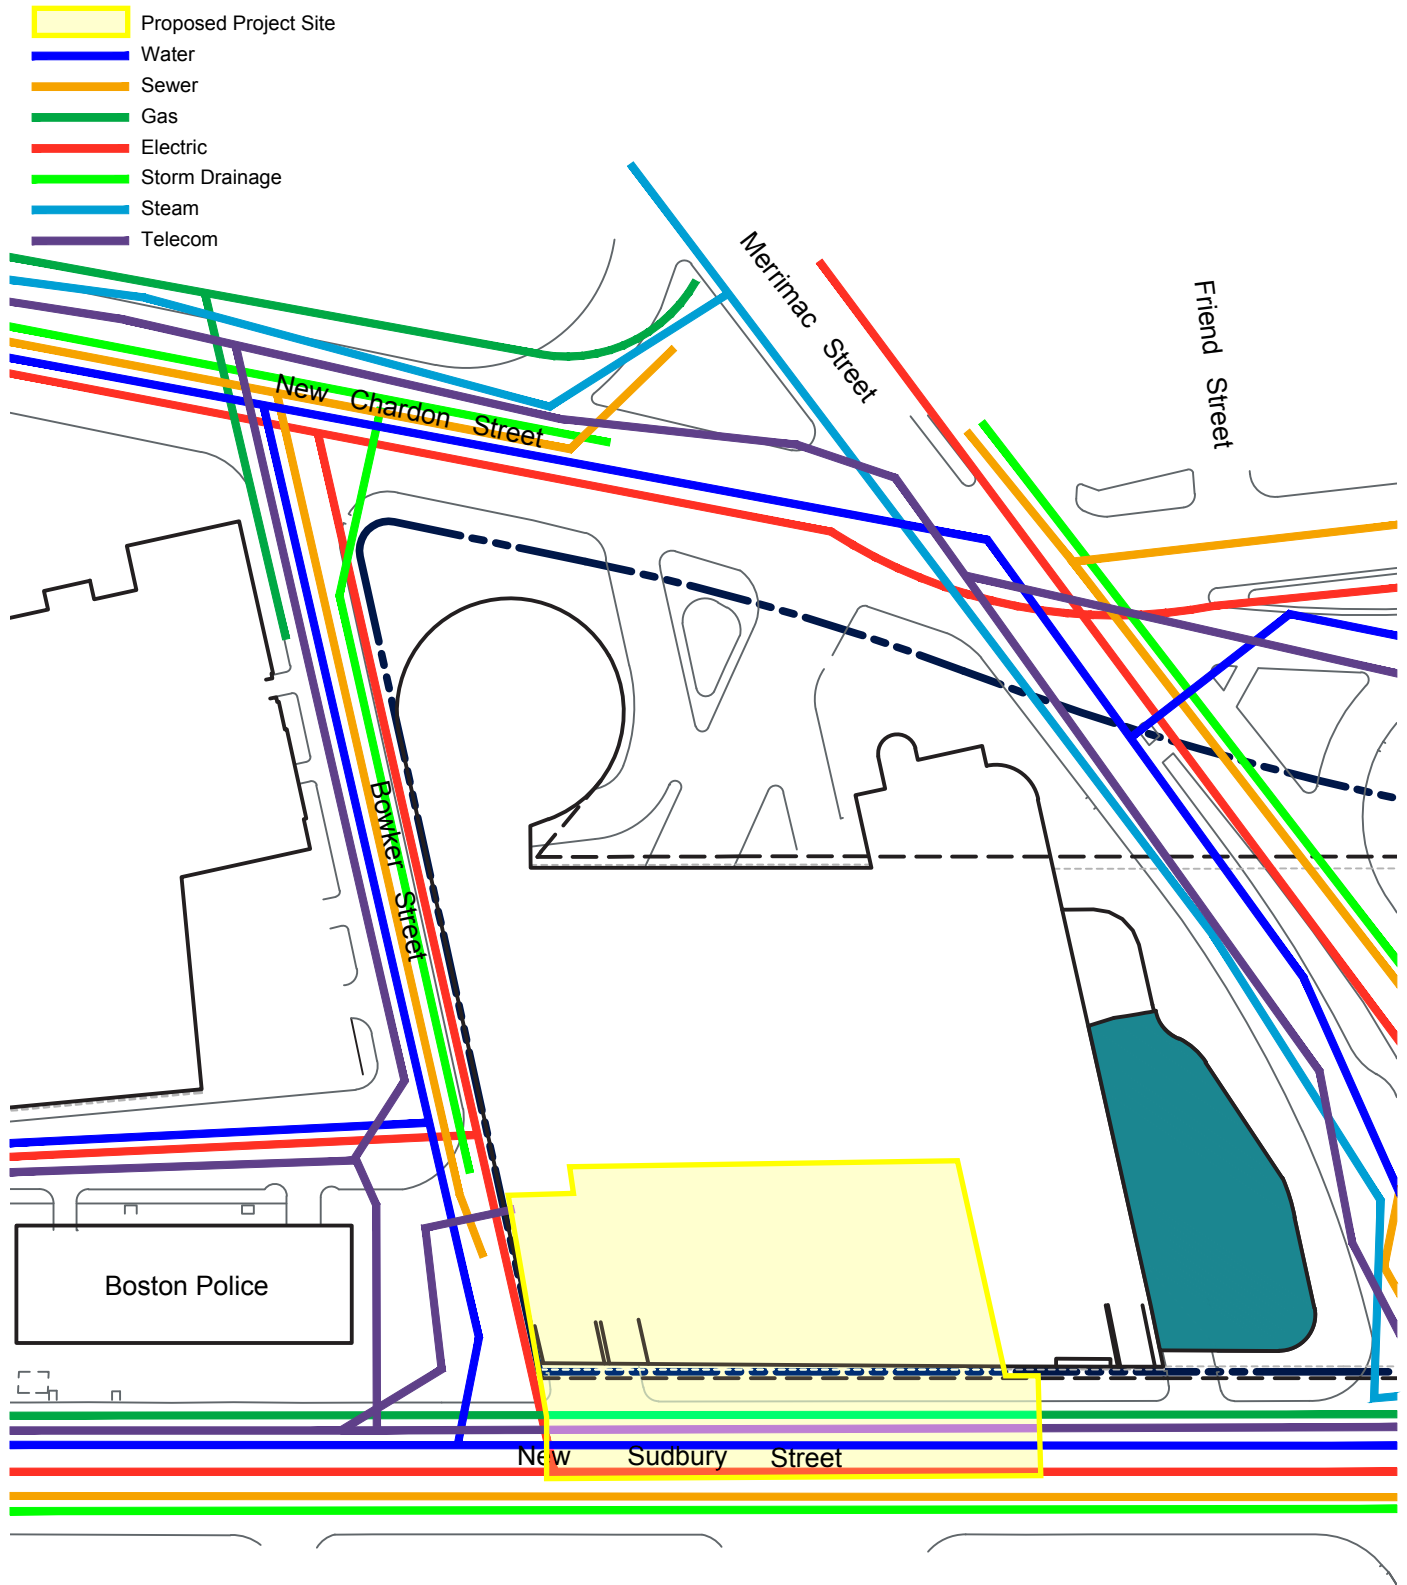 Proposed Project Site
Water
Sewer
Gas
Electric
Storm Drainage
Steam
Telecom
Merrimac Street
Friend Street
New Chardon Street
Bowker Street
Boston Police
New Sudbury Street